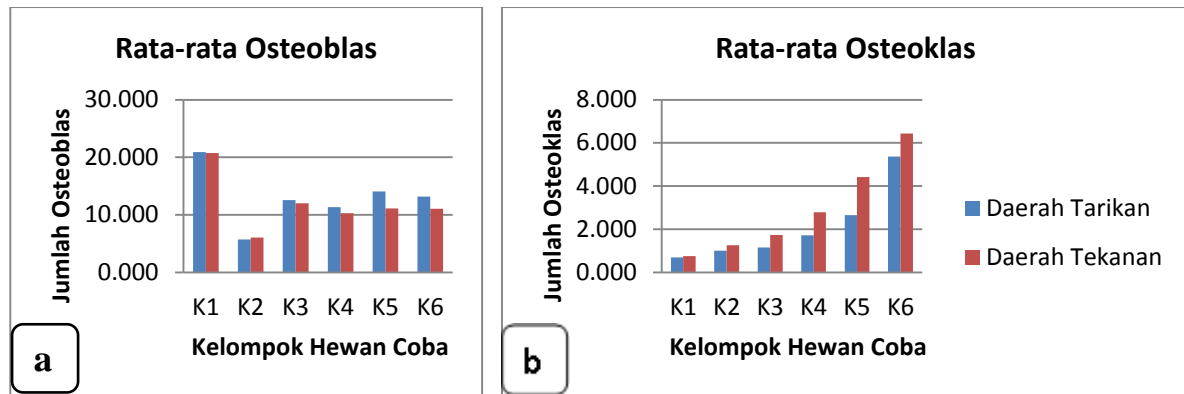 Rata-rata Osteoblas
Jumlah Osteoblas
30.000
20.000
10.000
0.000
K1 K2 K3 K4 K5 K6
Kelompok Hewan Coba
a
Rata-rata Osteoklas
Jumlah Osteoklas
8.000
6.000
4.000
2.000
0.000
K1 K2 K3 K4 K5 K6
Kelompok Hewan Coba
Daerah Tarikan
Daerah Tekanan
b